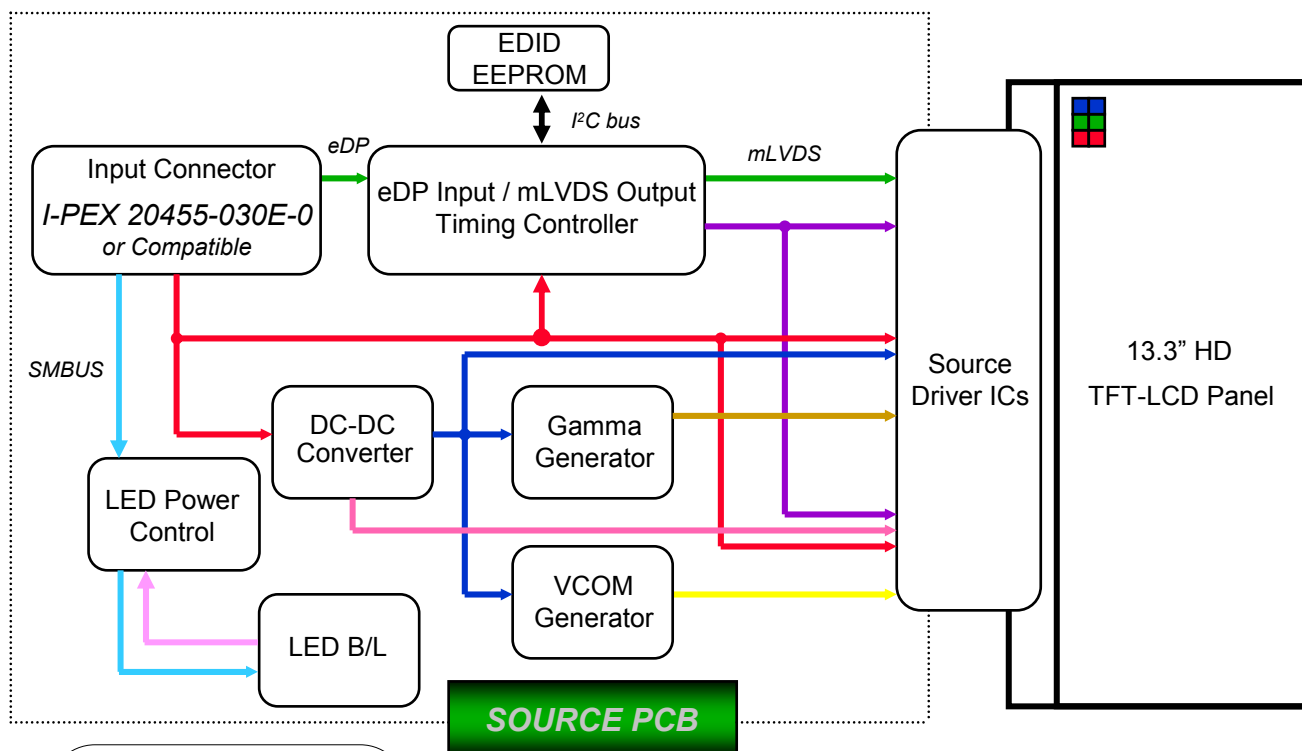 EDID
EEPROM
I²C bus
eDP
mLVDS
Input Connector
I-PEX 20455-030E-0
or Compatible
eDP Input / mLVDS Output
Timing Controller
SMBUS
DC-DC
Converter
Gamma
Generator
Source
Driver ICs
13.3” HD
TFT-LCD Panel
LED Power
Control
VCOM
Generator
LED B/L
SOURCE PCB